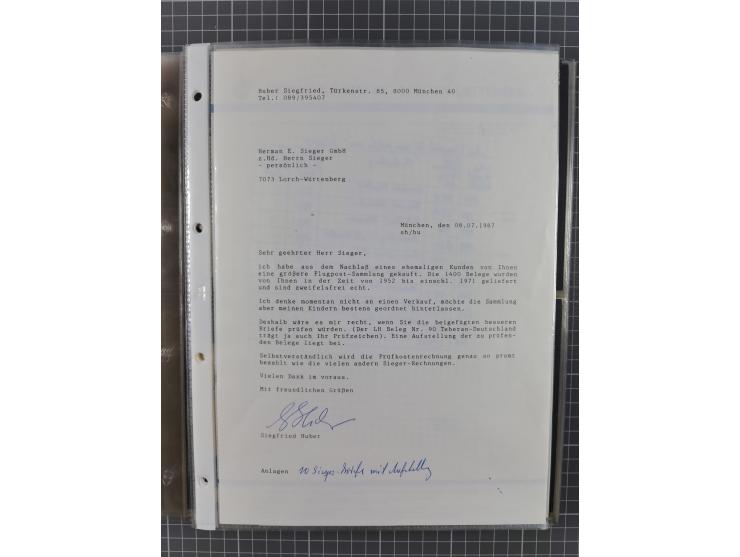 Huber Siegfried, Türkenstr. 85, 8000 München 40
Tel.: 089/395407
Herman E. Sieger GmbH
z.Hd. Herrn Sieger
- persönlich -
7073 Lorch-Würtenberg
München, den 08.07.1987
sh/hu
Sehr geehrter Herr Sieger,
ich habe aus dem Nachlaß eines ehemaligen Kunden von Ihnen
eine größere Flugpost-Sammlung gekauft. Die 1400 Belege wurden
von Ihnen in der Zeit von 1952 bis einschl. 1971 geliefert
und sind zweifelsfrei echt.
Ich denke momentan nicht an einen Verkauf, möchte die Sammlung
aber meinen Kindern bestens geordnet hinterlassen.
Deshalb wäre es mir recht, wenn Sie die beigefügten besseren
Briefe prüfen würden. (Der LH Beleg Nr. 90 Teheran-Deutschland
trägt ja auch Ihr Prüfzeichen). Eine Aufstellung der zu prüfen-
den Belege liegt bei.
Selbstverständlich wird die Prüfkostenrechnung genau so promt
bezahlt wie die vielen andern Sieger-Rechnungen.
Vielen Dank im voraus.
Mit freundlichen Grüßen
Siegfried Huber
Anlagen 10 Sieger-Briefe mit Aufstellung